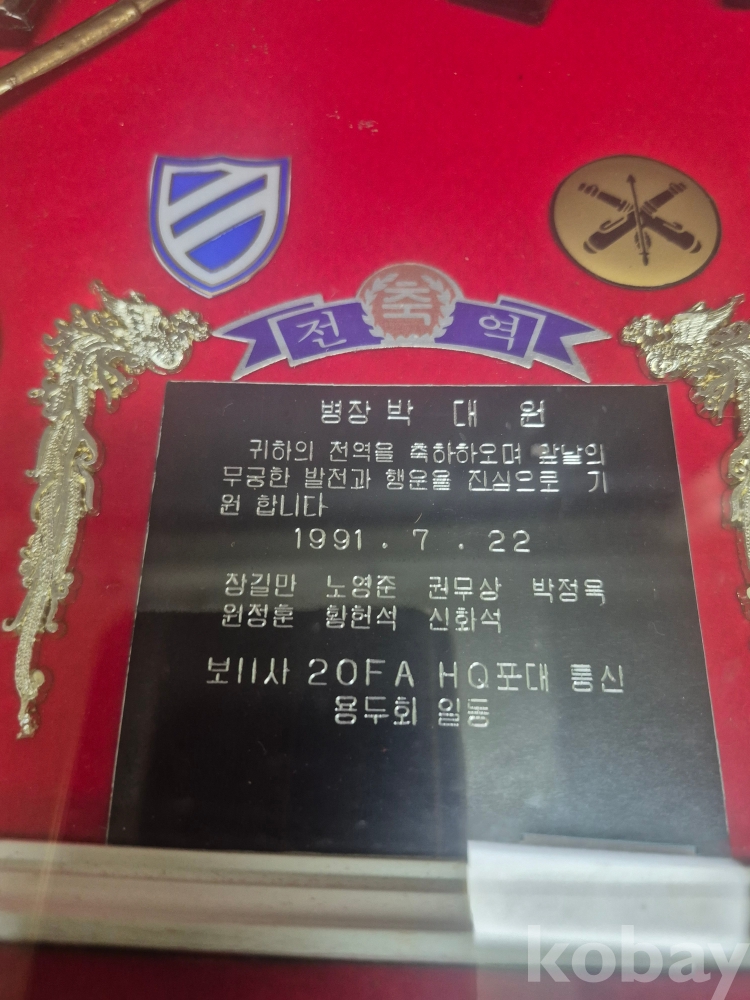 전 축 역
병장 박 대 원
귀하의 전역을 축하하오며 앞날의
무궁한 발전과 행운을 진심으로 기
원 합니다
1991 . 7 . 22
장길만 노영준 권무상 박정욱
원정훈 황헌석 신화석
보11사 20FA HQ포대 통신
용두회 일동
kobay